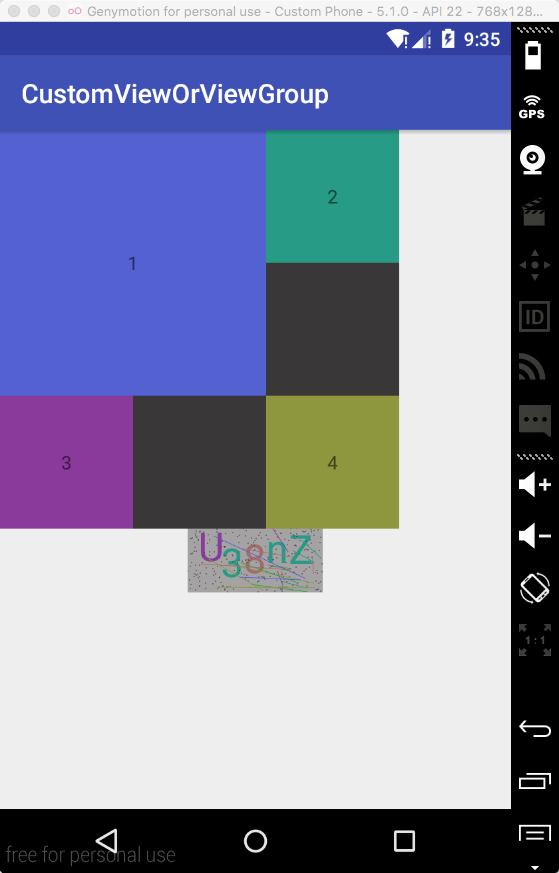 Genymotion for personal use - Custom Phone - 5.1.0 - API 22 - 768x128...
9:35
CustomViewOrViewGroup
GPS
2
1
ID
3
4
U38nZ
1:1
free for personal use